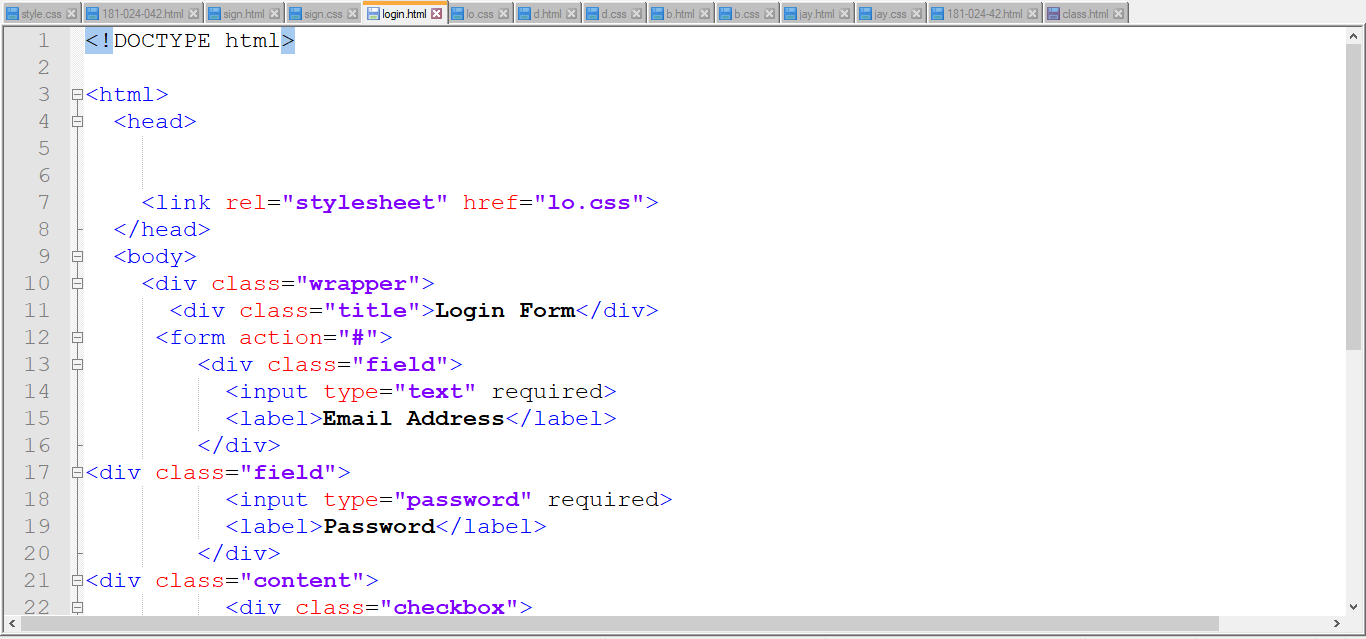 style.css 181-024-042.html sign.html sign.css login.html lo.css d.html d.css b.html b.css jay.html jay.css 181-024-42.html class.html
1 <!DOCTYPE html>
2
3 <html>
4 <head>
5
6
7 <link rel="stylesheet" href="lo.css">
8 </head>
9 <body>
10 <div class="wrapper">
11 <div class="title">Login Form</div>
12 <form action="#">
13 <div class="field">
14 <input type="text" required>
15 <label>Email Address</label>
16 </div>
17 <div class="field">
18 <input type="password" required>
19 <label>Password</label>
20 </div>
21 <div class="content">
22 <div class="checkbox">